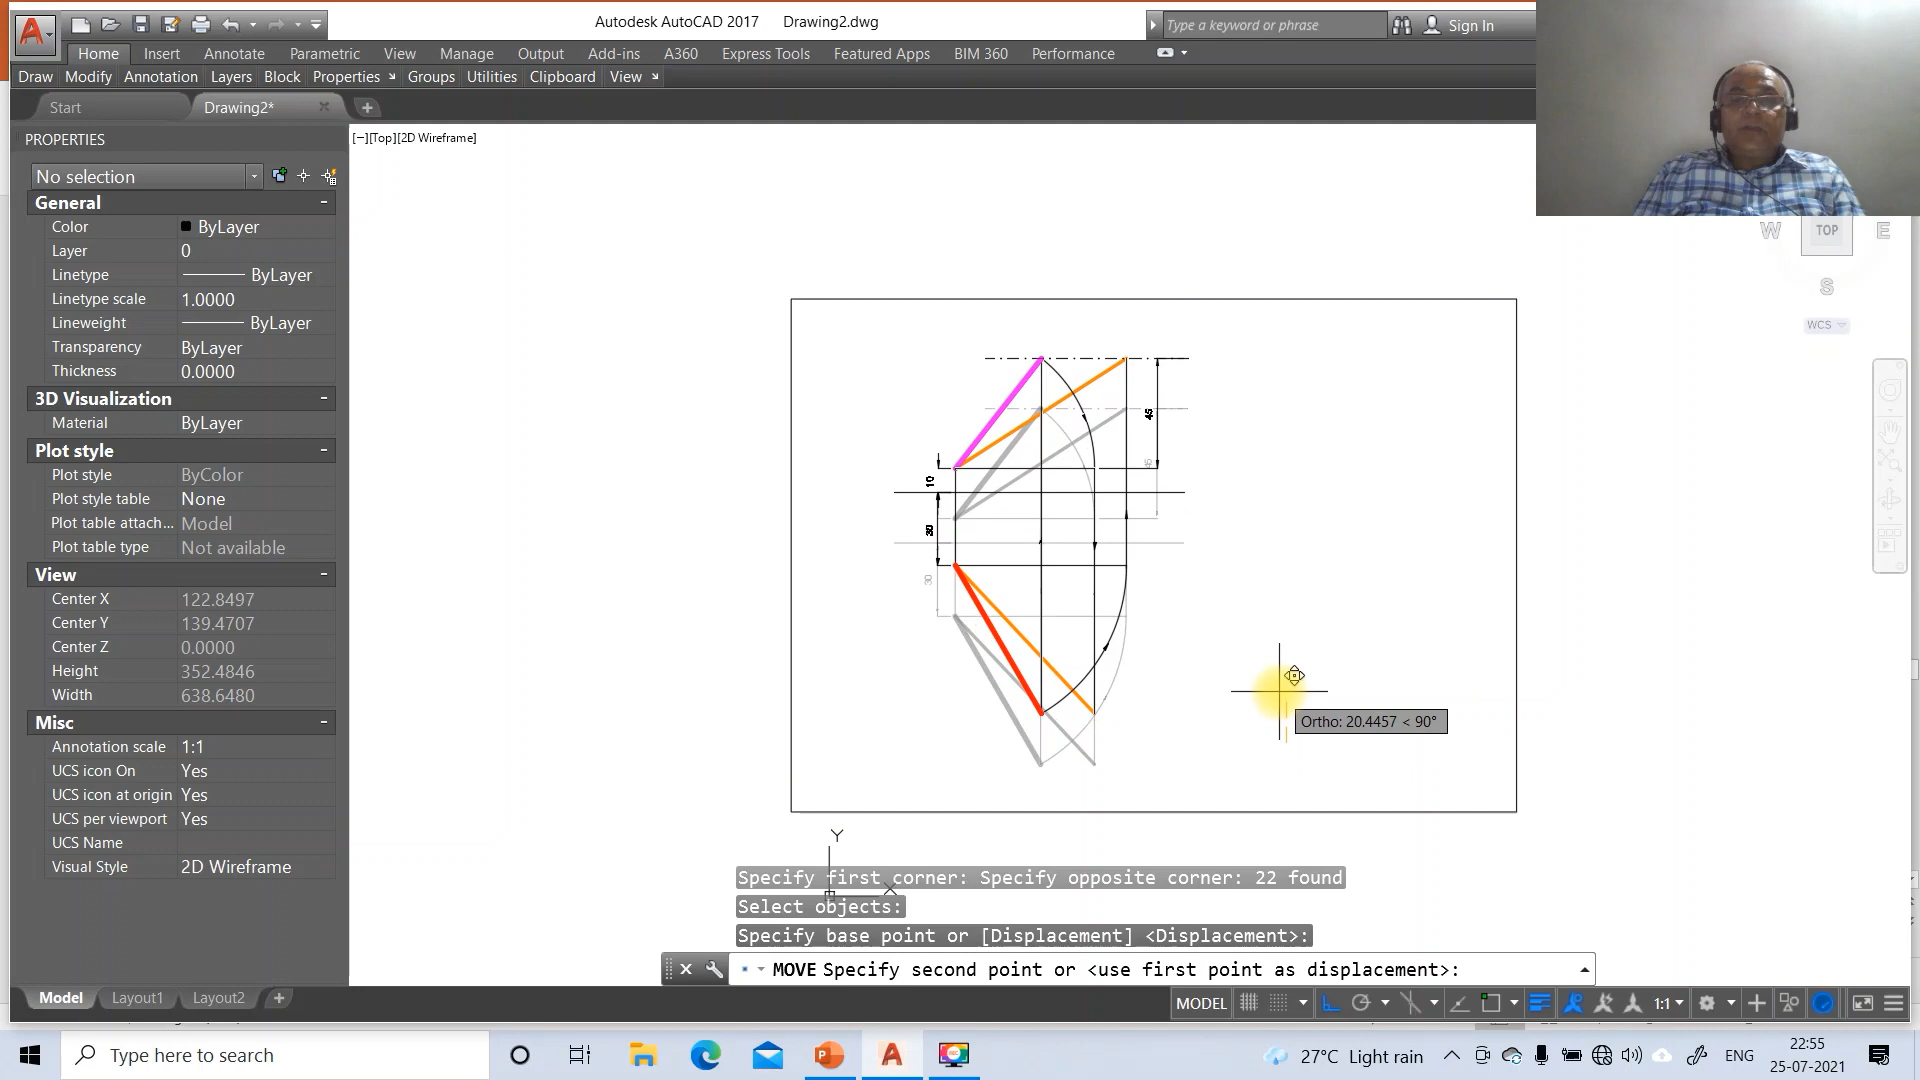 Autodesk AutoCAD 2017 Drawing2.dwg
Type a keyword or phrase
Sign In
Home Insert Annotate Parametric View Manage Output Add-ins A360 Express Tools Featured Apps BIM 360 Performance
Draw Modify Annotation Layers Block Properties Groups Utilities Clipboard View
Start Drawing2*
PROPERTIES
[−][Top][2D Wireframe]
No selection
General
Color ByLayer
Layer 0
Linetype ByLayer
Linetype scale 1.0000
Lineweight ByLayer
Transparency ByLayer
Thickness 0.0000
3D Visualization
Material ByLayer
Plot style
Plot style ByColor
Plot style table None
Plot table attach... Model
Plot table type Not available
View
Center X 122.8497
Center Y 139.4707
Center Z 0.0000
Height 352.4846
Width 638.6480
Misc
Annotation scale 1:1
UCS icon On Yes
UCS icon at origin Yes
UCS per viewport Yes
UCS Name
Visual Style 2D Wireframe
W TOP E
S
WCS
45
45
10
30
30
Ortho: 20.4457 < 90°
Y
X
Specify first corner: Specify opposite corner: 22 found
Select objects:
Specify base point or [Displacement] <Displacement>:
MOVE Specify second point or <use first point as displacement>:
Model Layout1 Layout2
MODEL 1:1
Type here to search
27°C Light rain
ENG
22:55
25-07-2021